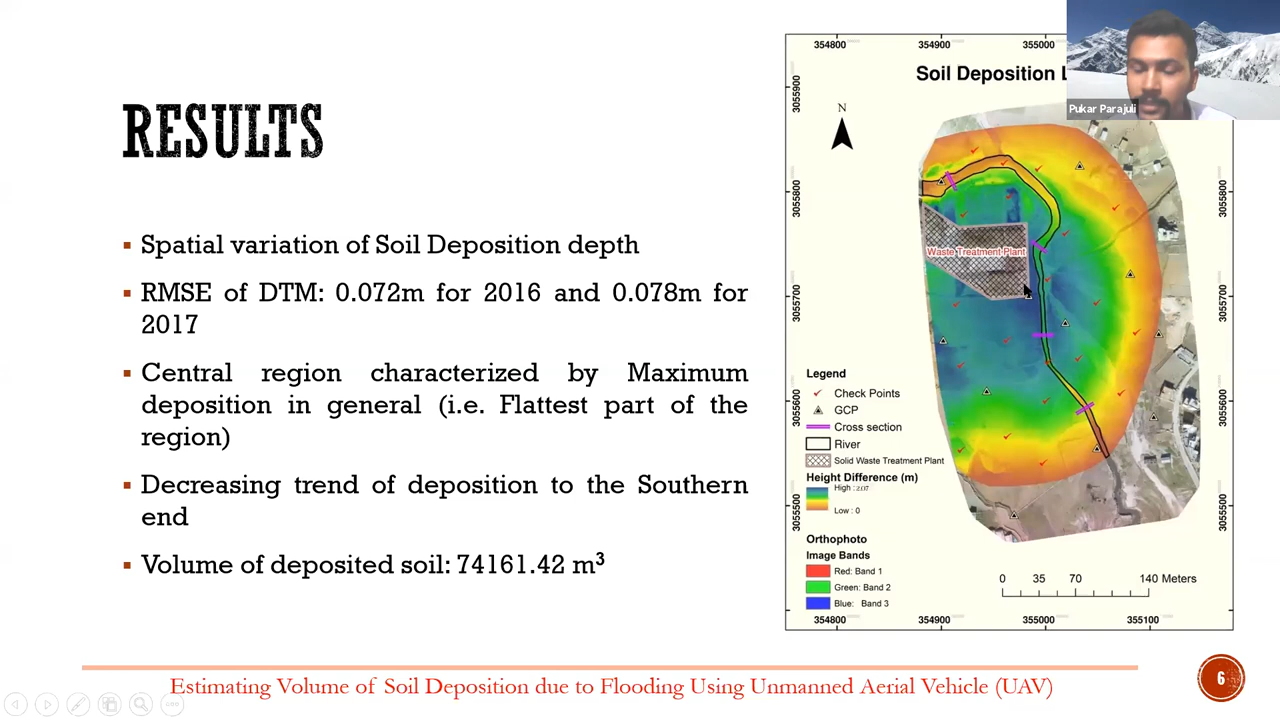 RESULTS
▪ Spatial variation of Soil Deposition depth
▪ RMSE of DTM: 0.072m for 2016 and 0.078m for
2017
▪ Central region characterized by Maximum
deposition in general (i.e. Flattest part of the
region)
▪ Decreasing trend of deposition to the Southern
end
▪ Volume of deposited soil: 74161.42 m³
354800 354900 355000
Soil Deposition
Pukar Parajuli
N
3055900
3055800
3055700
3055600
3055500
3055800
3055700
3055600
3055500
Waste Treatment Plant
Legend
Check Points
GCP
Cross section
River
Solid Waste Treatment Plant
Height Difference (m)
High : 2.07
Low : 0
Orthophoto
Image Bands
Red: Band 1
Green: Band 2
Blue: Band 3
0 35 70 140 Meters
354800 354900 355000 355100
Estimating Volume of Soil Deposition due to Flooding Using Unmanned Aerial Vehicle (UAV)
6